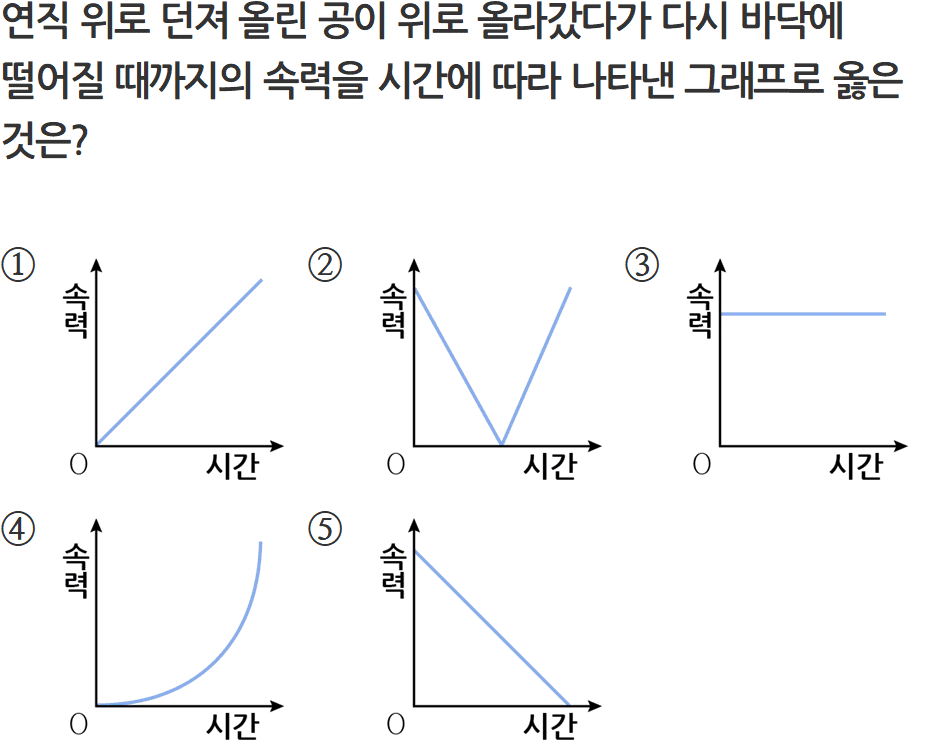 연직 위로 던져 올린 공이 위로 올라갔다가 다시 바닥에
떨어질 때까지의 속력을 시간에 따라 나타낸 그래프로 옳은
것은?
① 속력 O 시간
② 속력 O 시간
③ 속력 O 시간
④ 속력 O 시간
⑤ 속력 O 시간